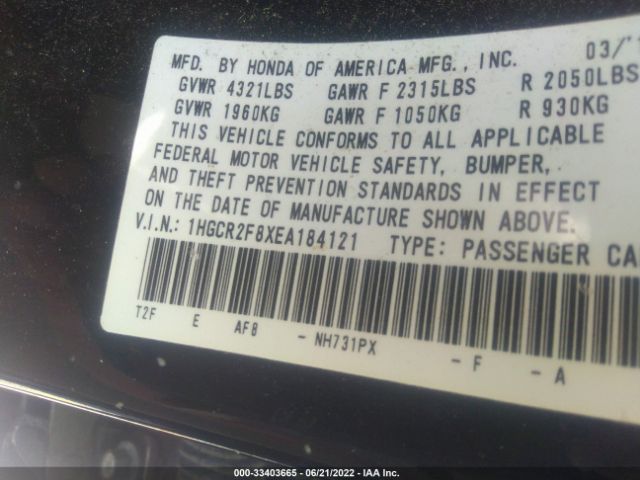 MFD. BY HONDA OF AMERICA MFG., INC. 03/
GVWR 4321LBS GAWR F 2315LBS R 2050LBS
GVWR 1960KG GAWR F 1050KG R 930KG
THIS VEHICLE CONFORMS TO ALL APPLICABLE
FEDERAL MOTOR VEHICLE SAFETY, BUMPER,
AND THEFT PREVENTION STANDARDS IN EFFECT
ON THE DATE OF MANUFACTURE SHOWN ABOVE.
V.I.N.: 1HGCR2F8XEA184121 TYPE: PASSENGER CA
T2F E AF8 - NH731PX - F - A
000-33403665 - 06/21/2022 - IAA Inc.